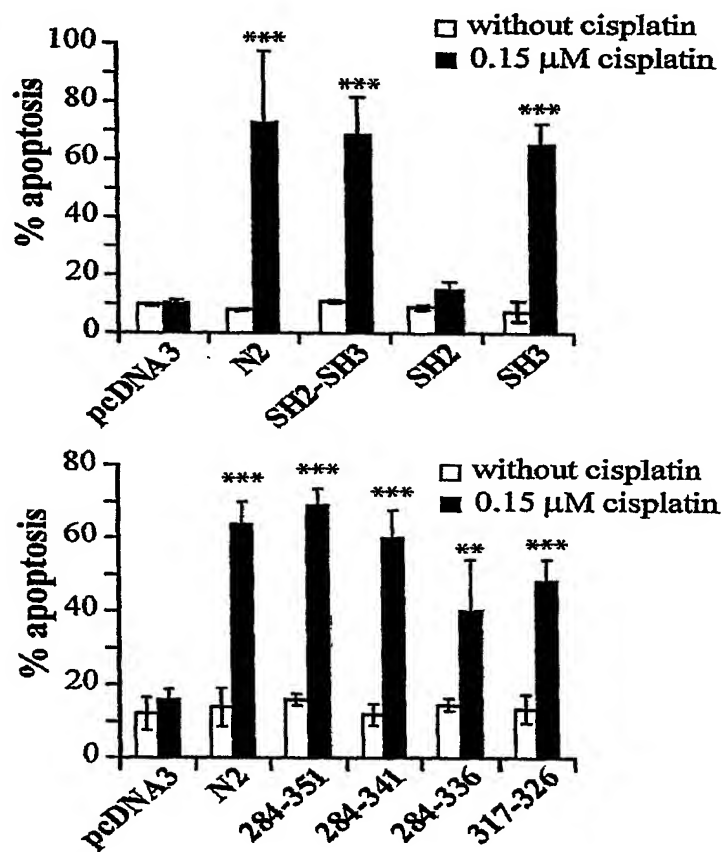 without cisplatin
0.15 μM cisplatin
% apoptosis
100
80
60
40
20
0
***
***
***
pcDNA3
N2
SH2-SH3
SH2
SH3
without cisplatin
0.15 μM cisplatin
% apoptosis
80
60
40
20
0
***
***
***
**
***
pcDNA3
N2
284-351
284-341
284-336
317-326